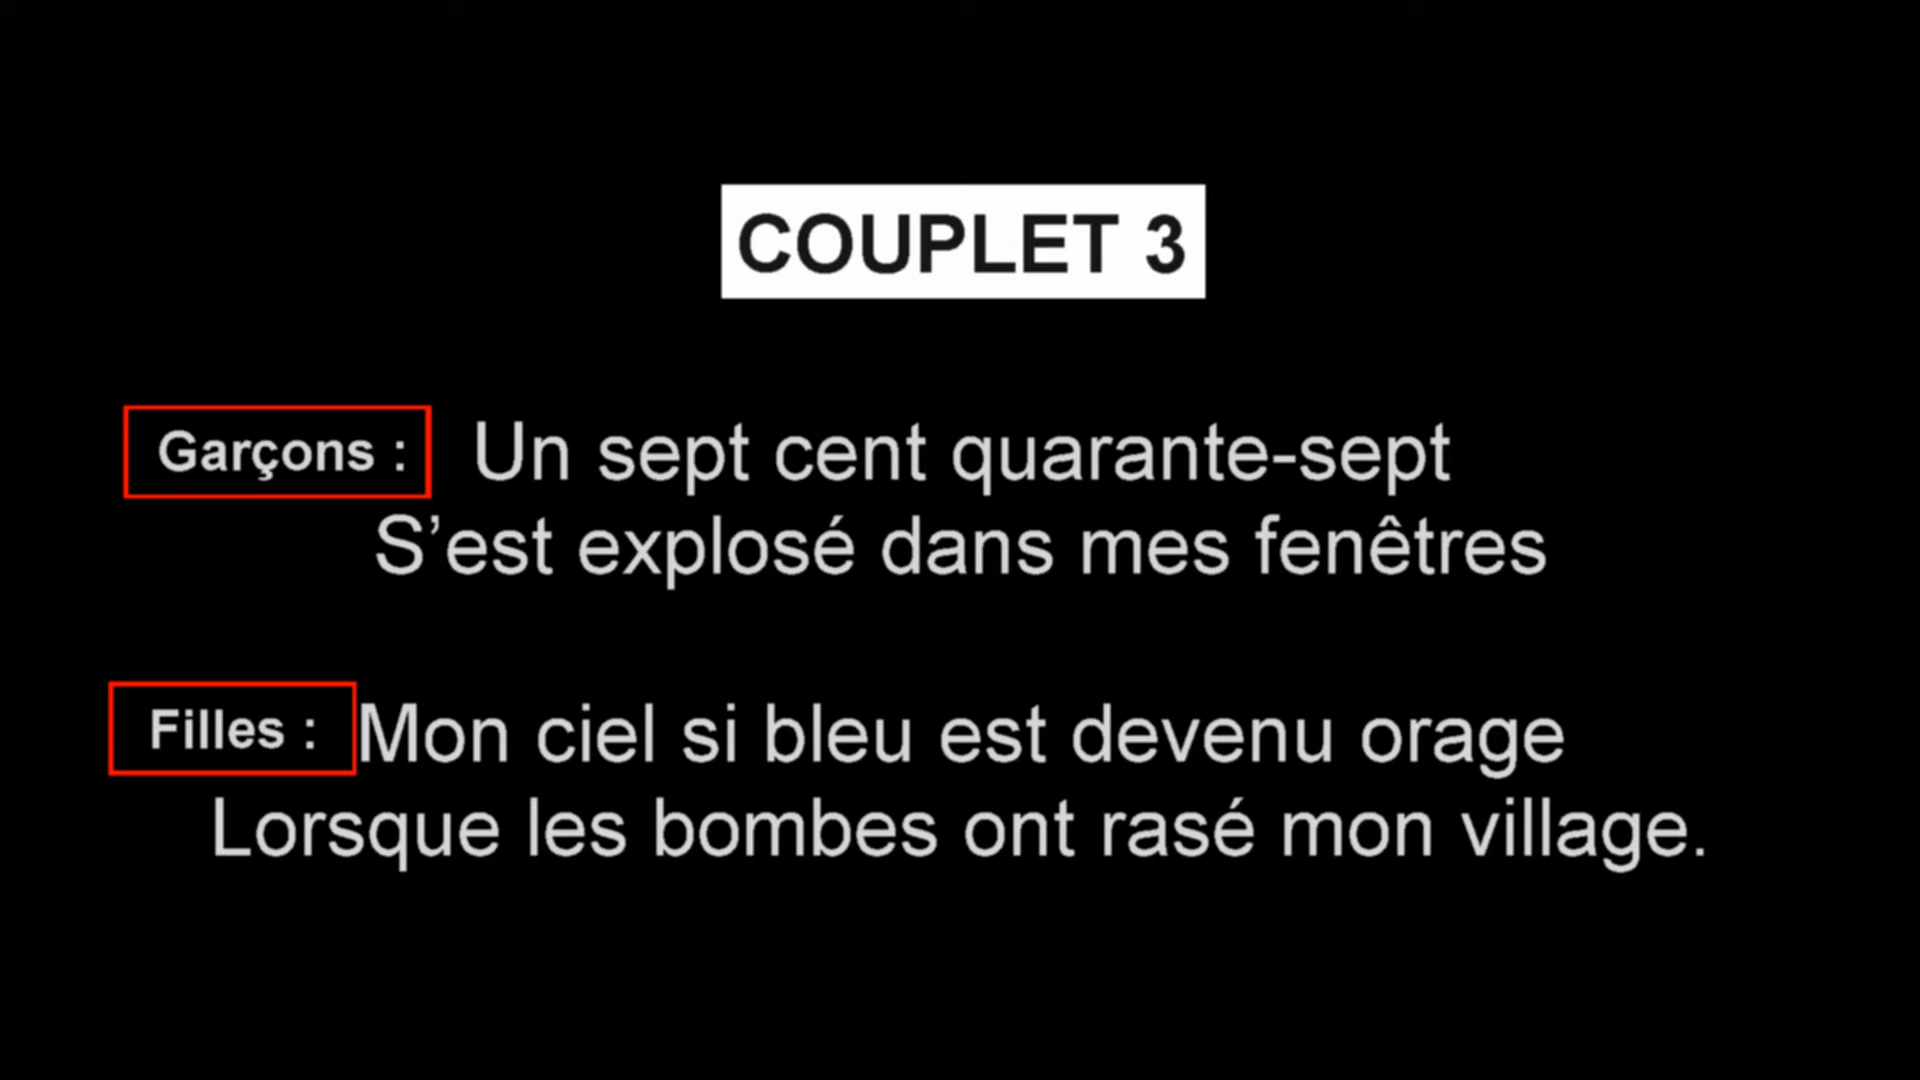 COUPLET 3
Garçons : Un sept cent quarante-sept
S’est explosé dans mes fenêtres
Filles : Mon ciel si bleu est devenu orage
Lorsque les bombes ont rasé mon village.